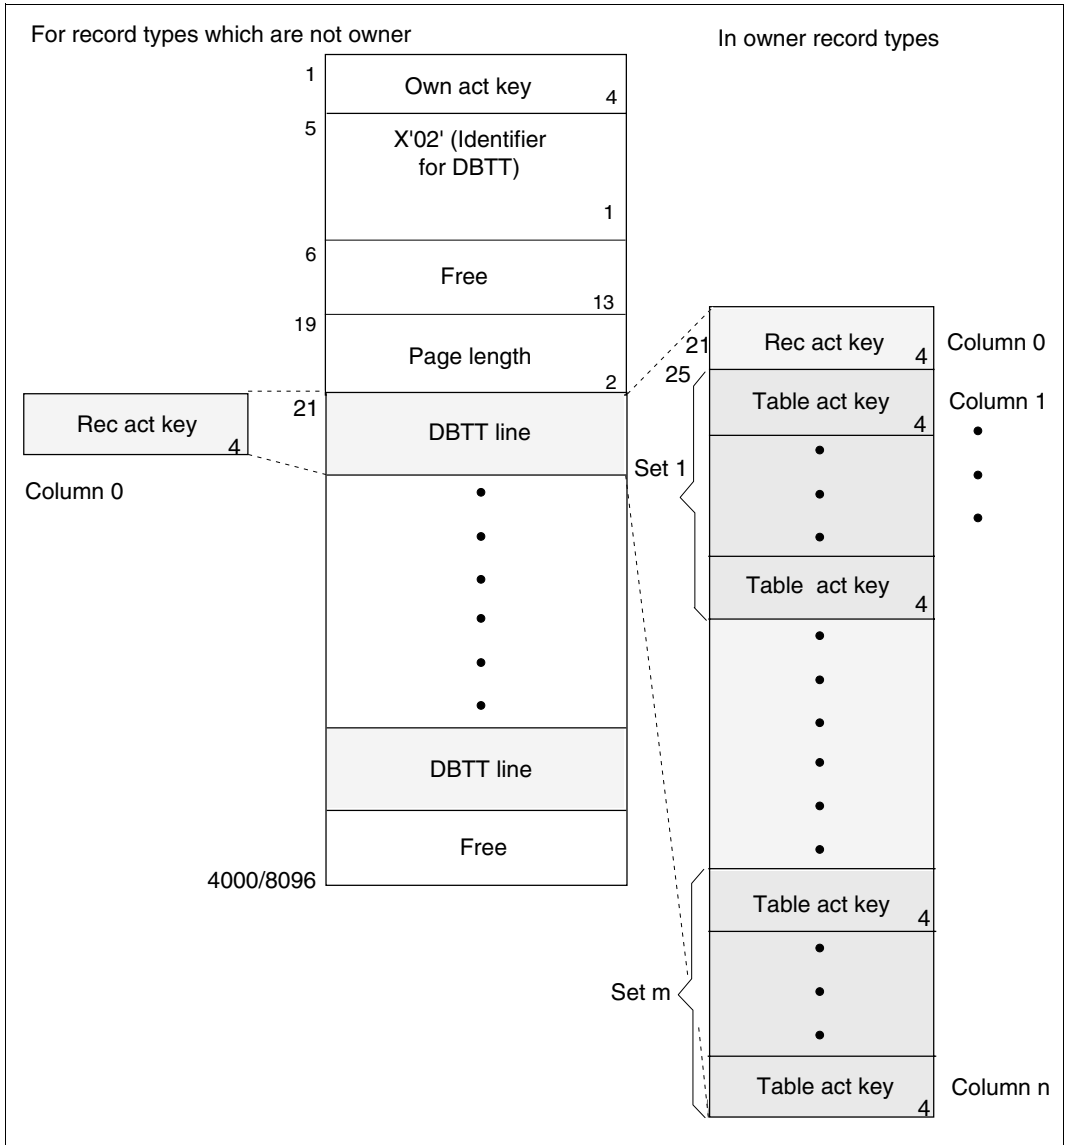 For record types which are not owner
In owner record types
1
Own act key
4
5
X'02' (Identifier
for DBTT)
1
6
Free
13
19
Page length
2
21
DBTT line
Rec act key
4
Column 0
DBTT line
Free
4000/8096
21
Rec act key
4
Column 0
25
Table act key
4
Column 1
Set 1
Table act key
4
Table act key
4
Set m
Table act key
4
Column n